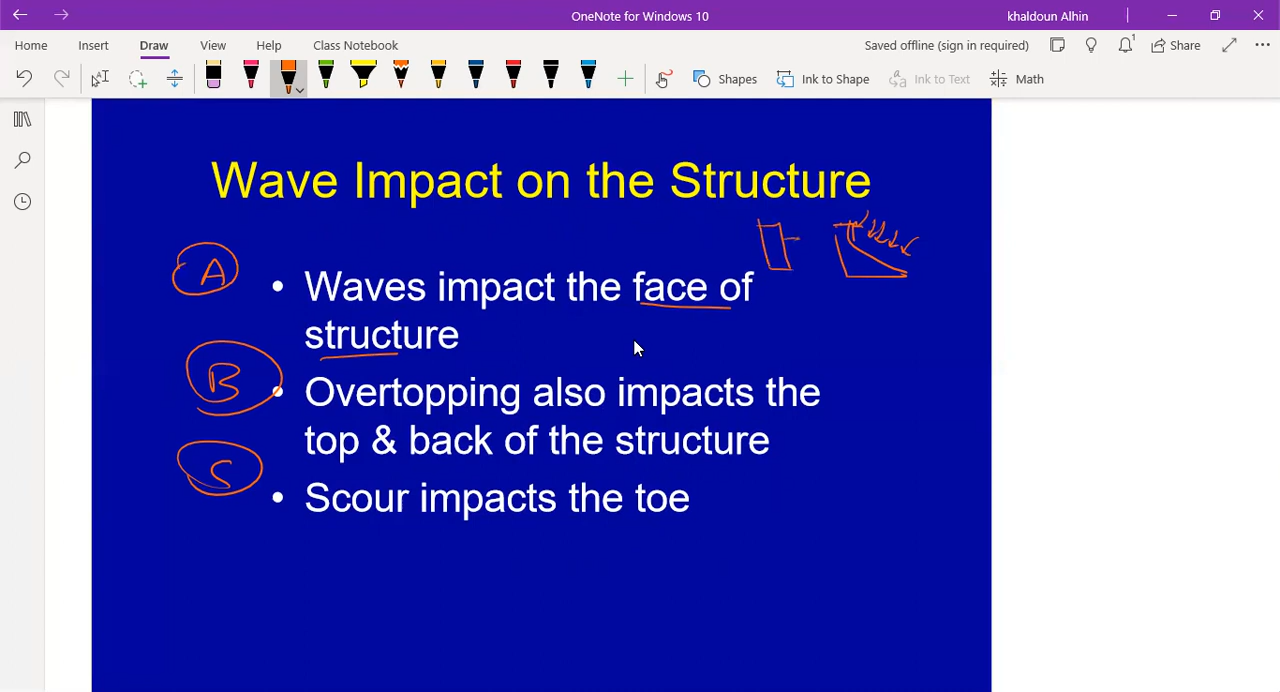 OneNote for Windows 10
khaldoun Alhin
Home Insert Draw View Help Class Notebook
Saved offline (sign in required)
Share
Shapes Ink to Shape Ink to Text Math
Wave Impact on the Structure
A
• Waves impact the face of
structure
B
• Overtopping also impacts the
top & back of the structure
• Scour impacts the toe